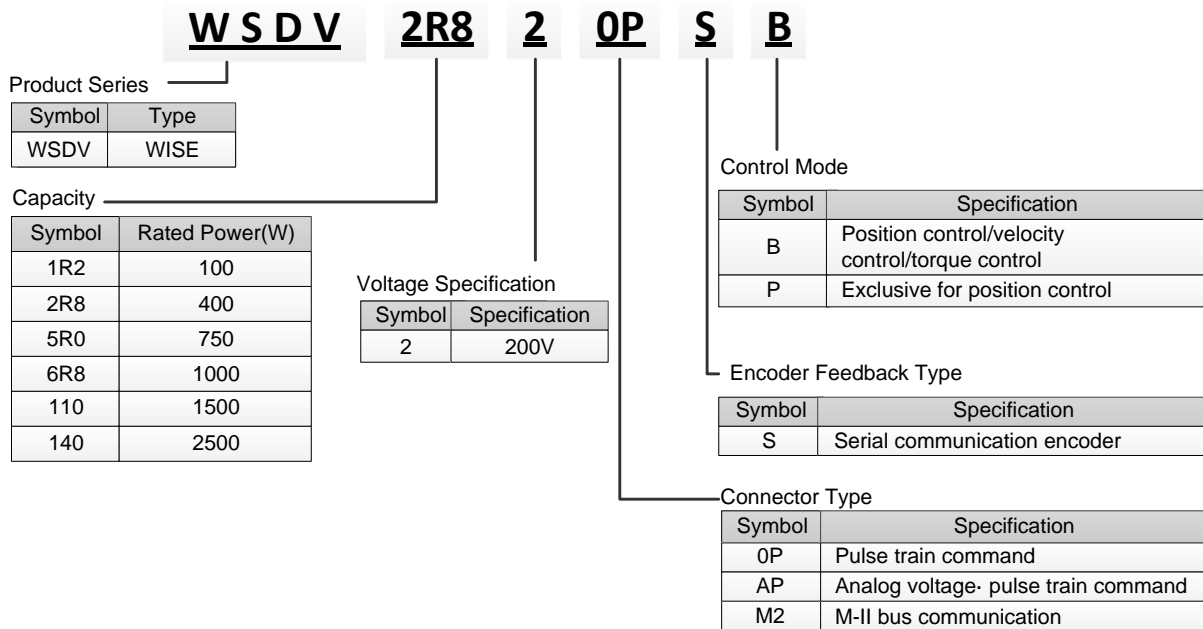 W S D V 2R8 2 0P S B
Product Series
Symbol Type
WSDV WISE
Capacity
Symbol Rated Power(W)
1R2 100
2R8 400
5R0 750
6R8 1000
110 1500
140 2500
Voltage Specification
Symbol Specification
2 200V
Control Mode
Symbol Specification
B Position control/velocity
control/torque control
P Exclusive for position control
Encoder Feedback Type
Symbol Specification
S Serial communication encoder
Connector Type
Symbol Specification
0P Pulse train command
AP Analog voltage· pulse train command
M2 M-II bus communication